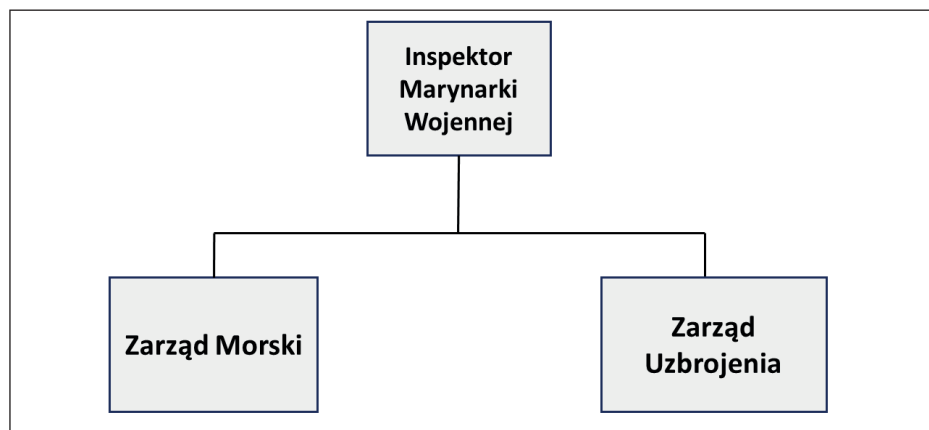 Inspektor
Marynarki
Wojennej
Zarząd Morski
Zarząd
Uzbrojenia